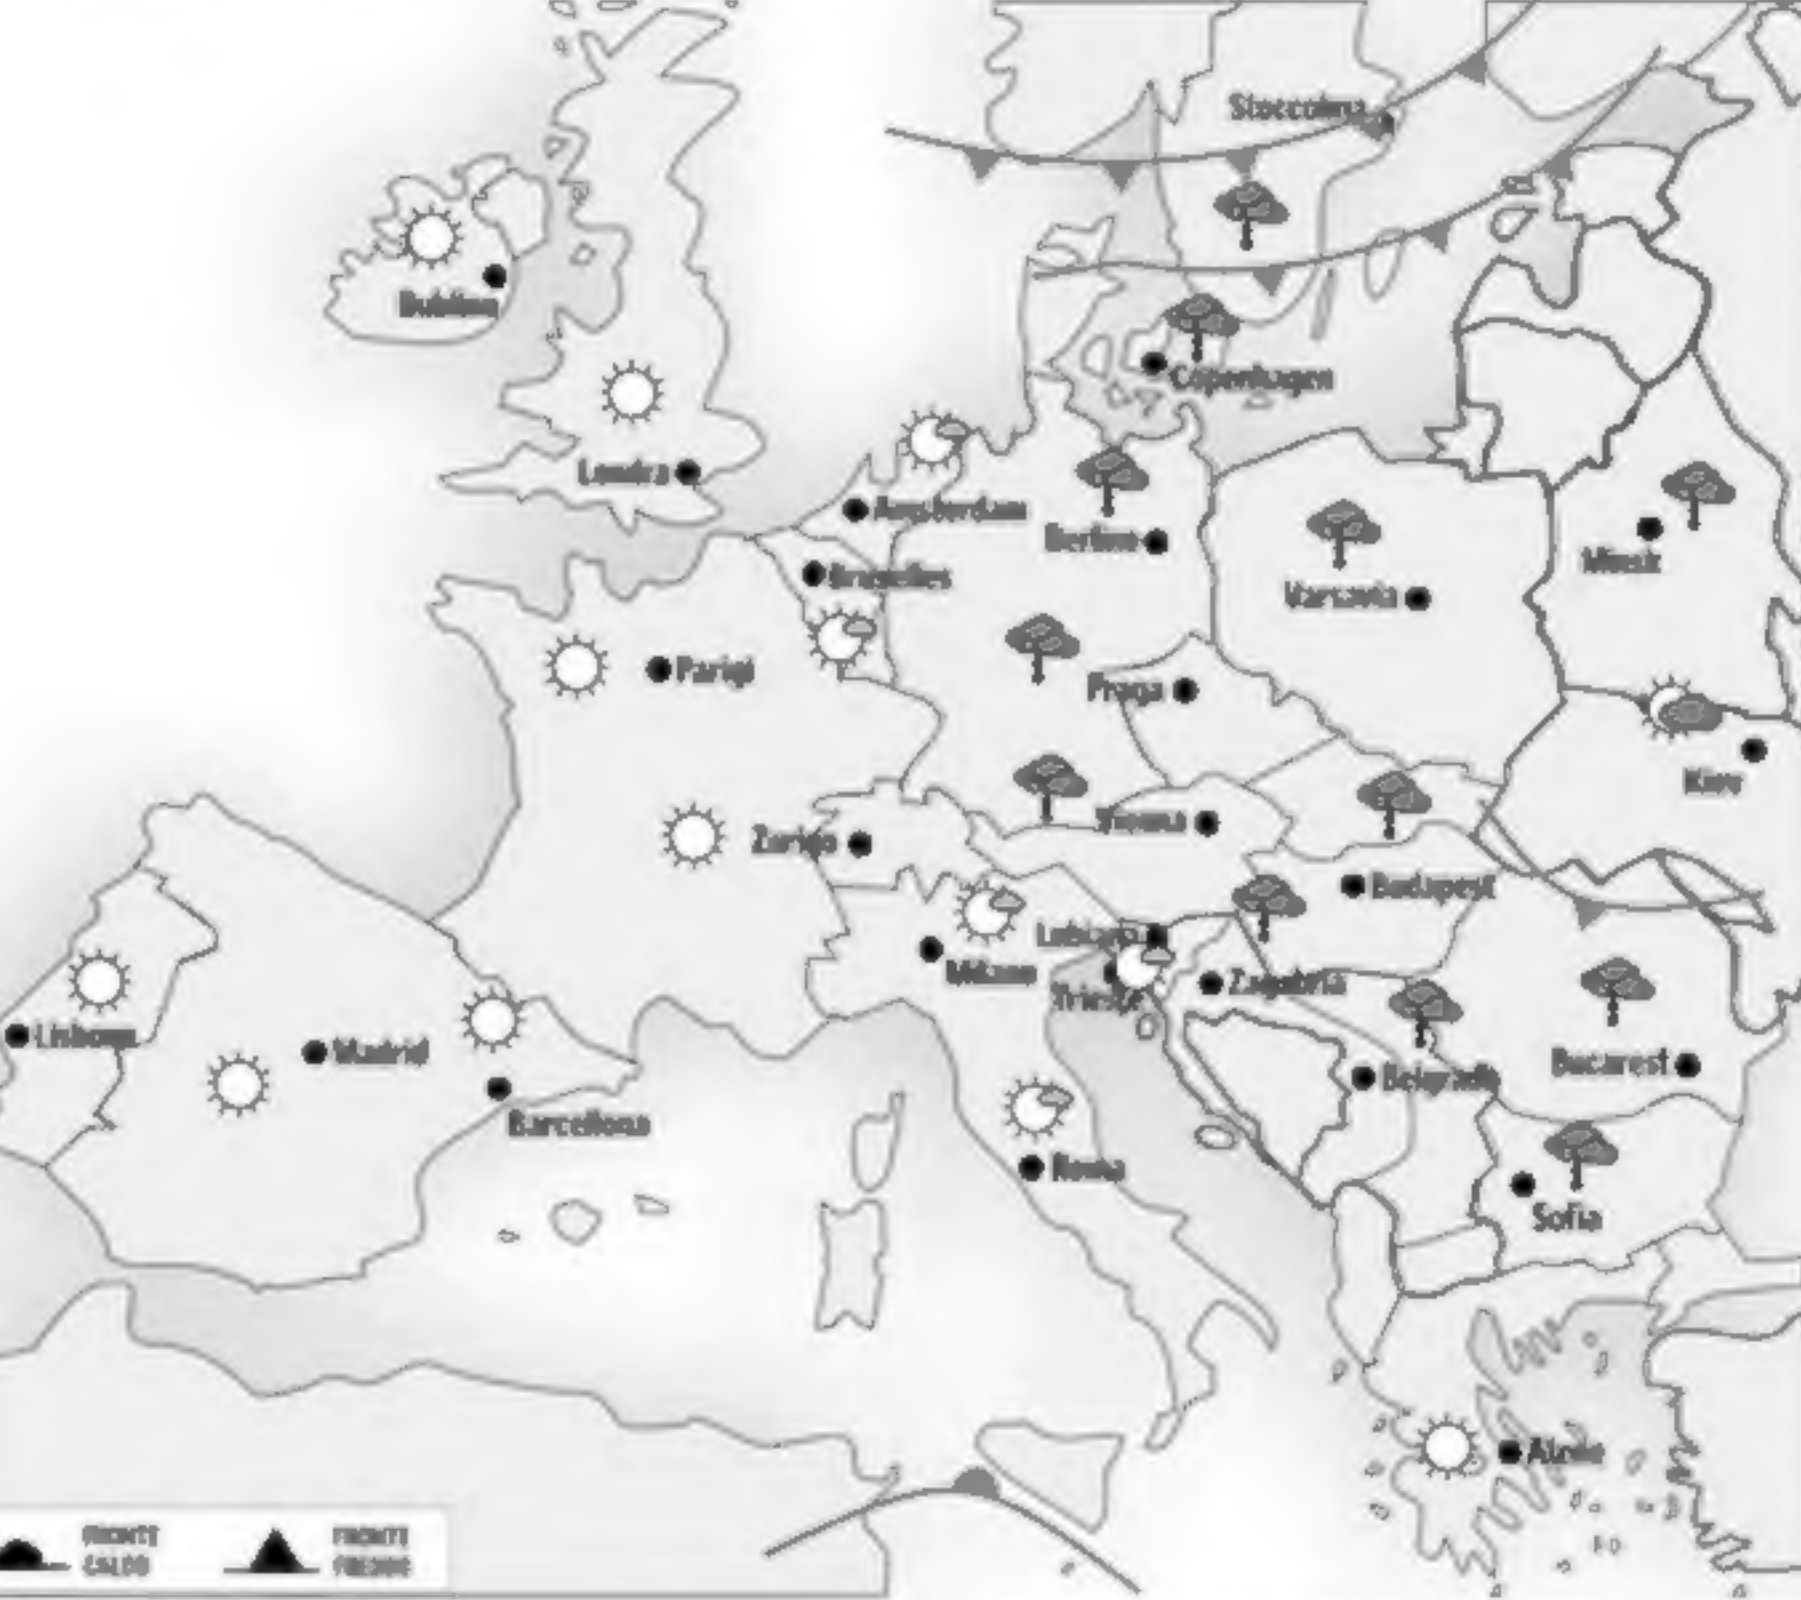 Stoccolma
Dublino
Copenhagen
Londra
Amsterdam
Berlino
Bruxelles
Minsk
Varsavia
Parigi
Praga
Kiev
Vienna
Zurigo
Budapest
Lubiana
Milano
Zagabria
Trieste
Lisbona
Madrid
Bucarest
Belgrado
Barcellona
Roma
Sofia
Atene
FRONTE
CALDO
FRONTE
FREDDO